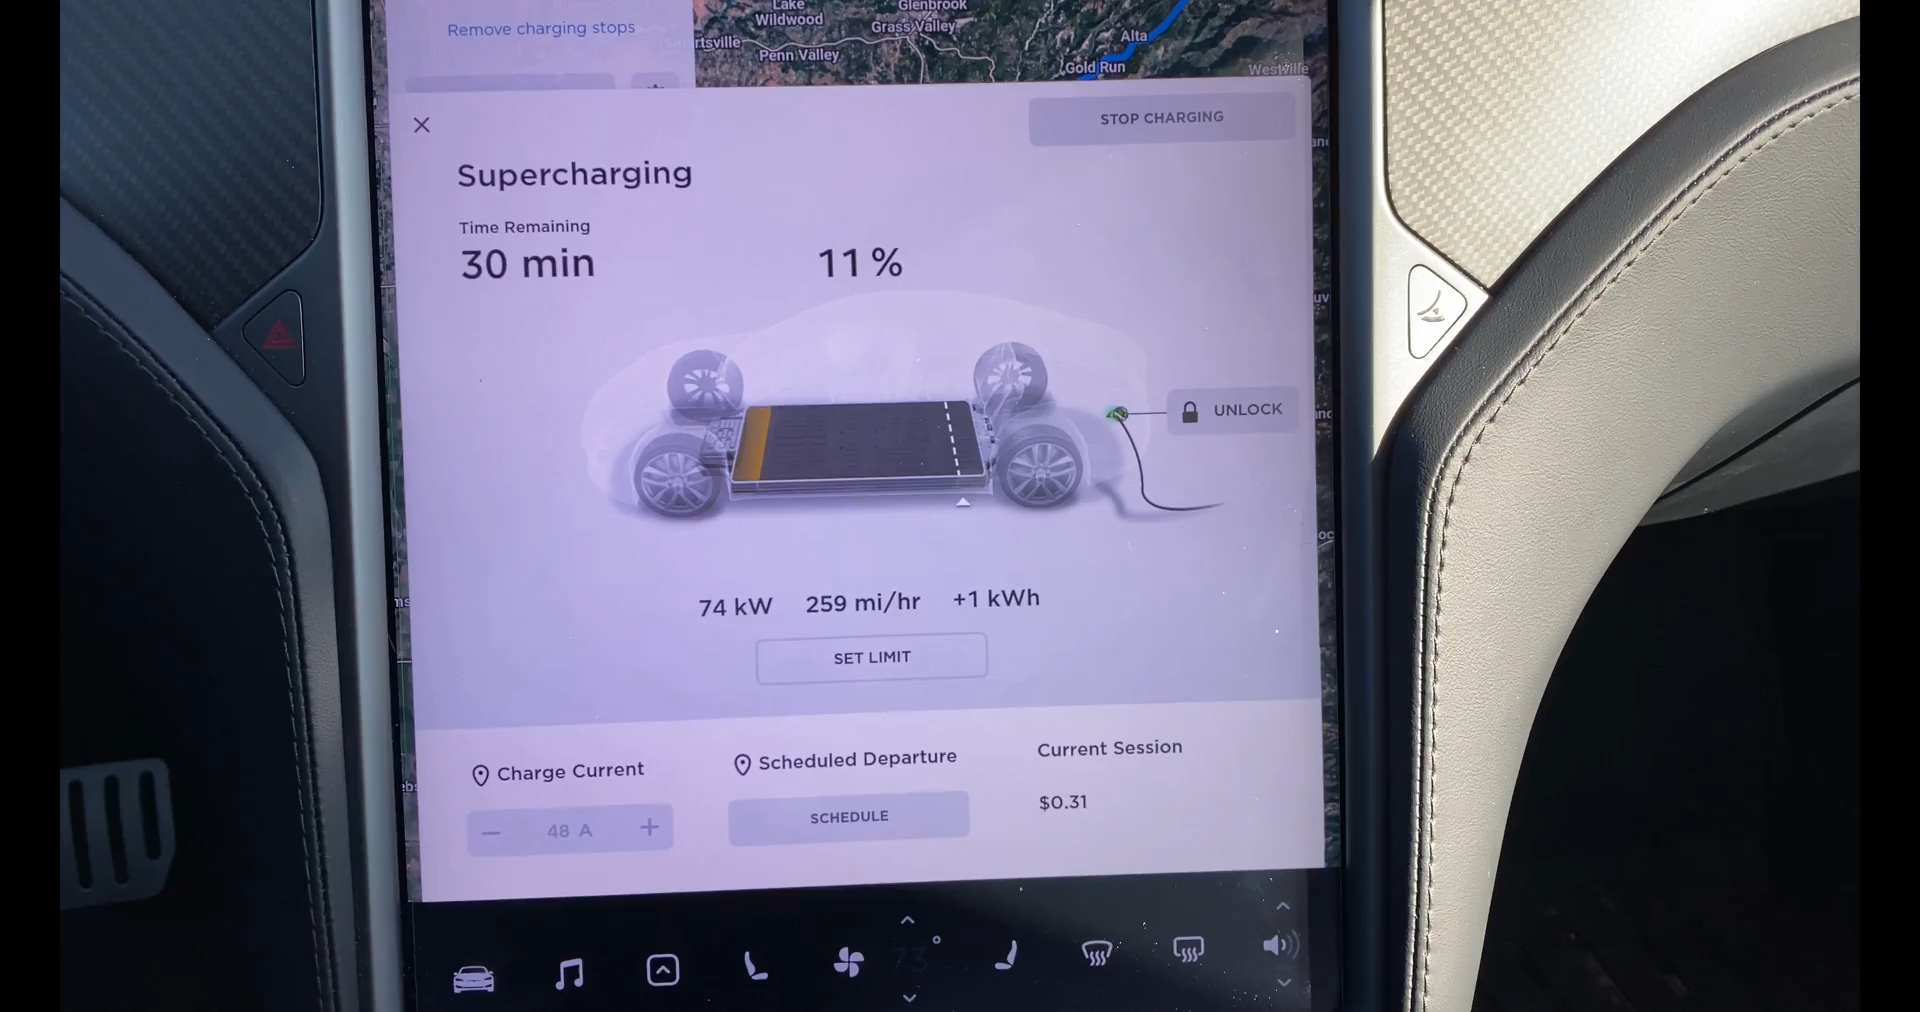 Remove charging stops
Lake
Wildwood
Glenbrook
Grass Valley
Penn Valley
Alta
Gold Run
Westville
STOP CHARGING
Supercharging
Time Remaining
30 min
11 %
UNLOCK
74 kW 259 mi/hr +1 kWh
SET LIMIT
Charge Current
Scheduled Departure
Current Session
48 A
SCHEDULE
$0.31
73°